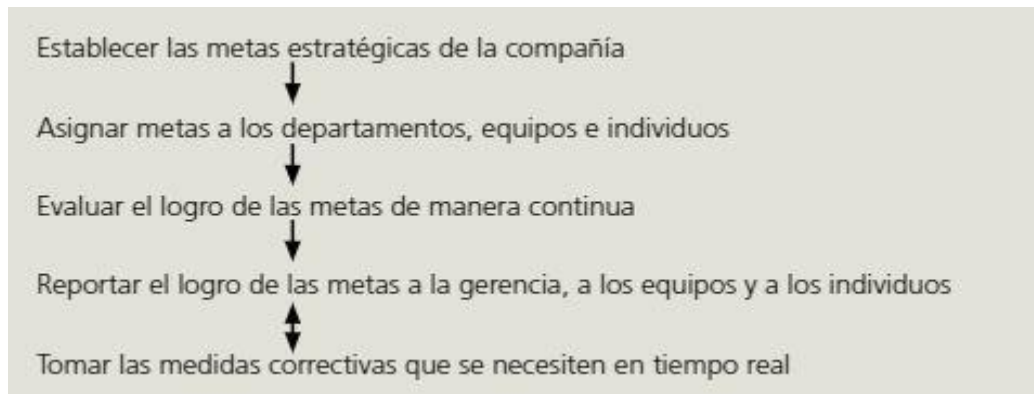 Establecer las metas estratégicas de la compañía
Asignar metas a los departamentos, equipos e individuos
Evaluar el logro de las metas de manera continua
Reportar el logro de las metas a la gerencia, a los equipos y a los individuos
Tomar las medidas correctivas que se necesiten en tiempo real